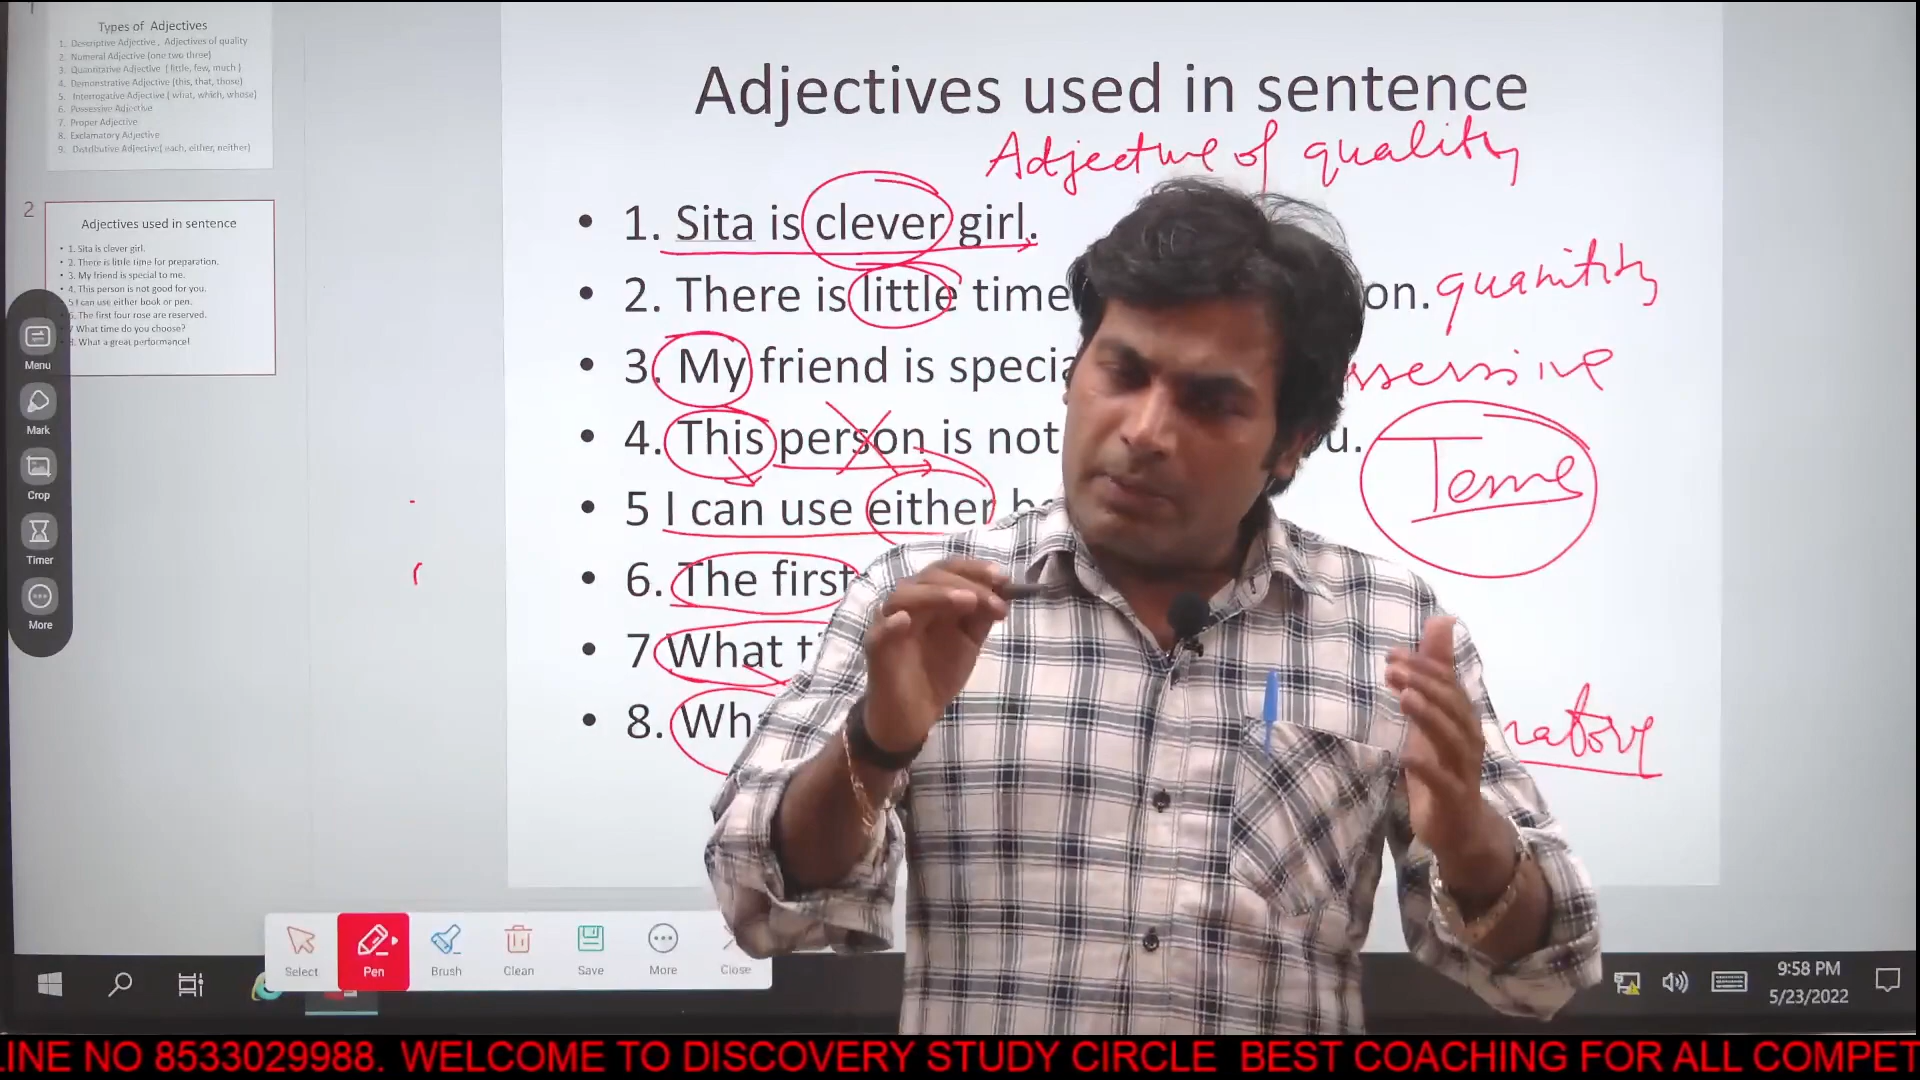 1
Types of Adjectives
1. Descriptive Adjective, Adjectives of quality
2. Numeral Adjective (one two three)
3. Quantitative Adjective ( little, few, much )
4. Demonstrative Adjective (this, that, those)
5. Interrogative Adjective ( what, which, whose)
6. Possessive Adjective
7. Proper Adjective
8. Exclamatory Adjective
9. Distributive Adjective( each, either, neither)
2
Adjectives used in sentence
• 1. Sita is clever girl.
• 2. There is little time for preparation.
• 3. My friend is special to me.
• 4. This person is not good for you.
5 I can use either book or pen.
6. The first four rose are reserved.
7 What time do you choose?
8. What a great performance!
Menu
Mark
Crop
Timer
More
Adjectives used in sentence
Adjective of quality
• 1. Sita is clever girl.
• 2. There is little time on. quantity
• 3. My friend is specia ssessive
• 4. This person is not u.
• 5 I can use either b
• 6. The first
• 7 What t
• 8. Wha natory
Select
Pen
Brush
Clean
Save
More
Close
9:58 PM
5/23/2022
LINE NO 8533029988. WELCOME TO DISCOVERY STUDY CIRCLE BEST COACHING FOR ALL COMPET